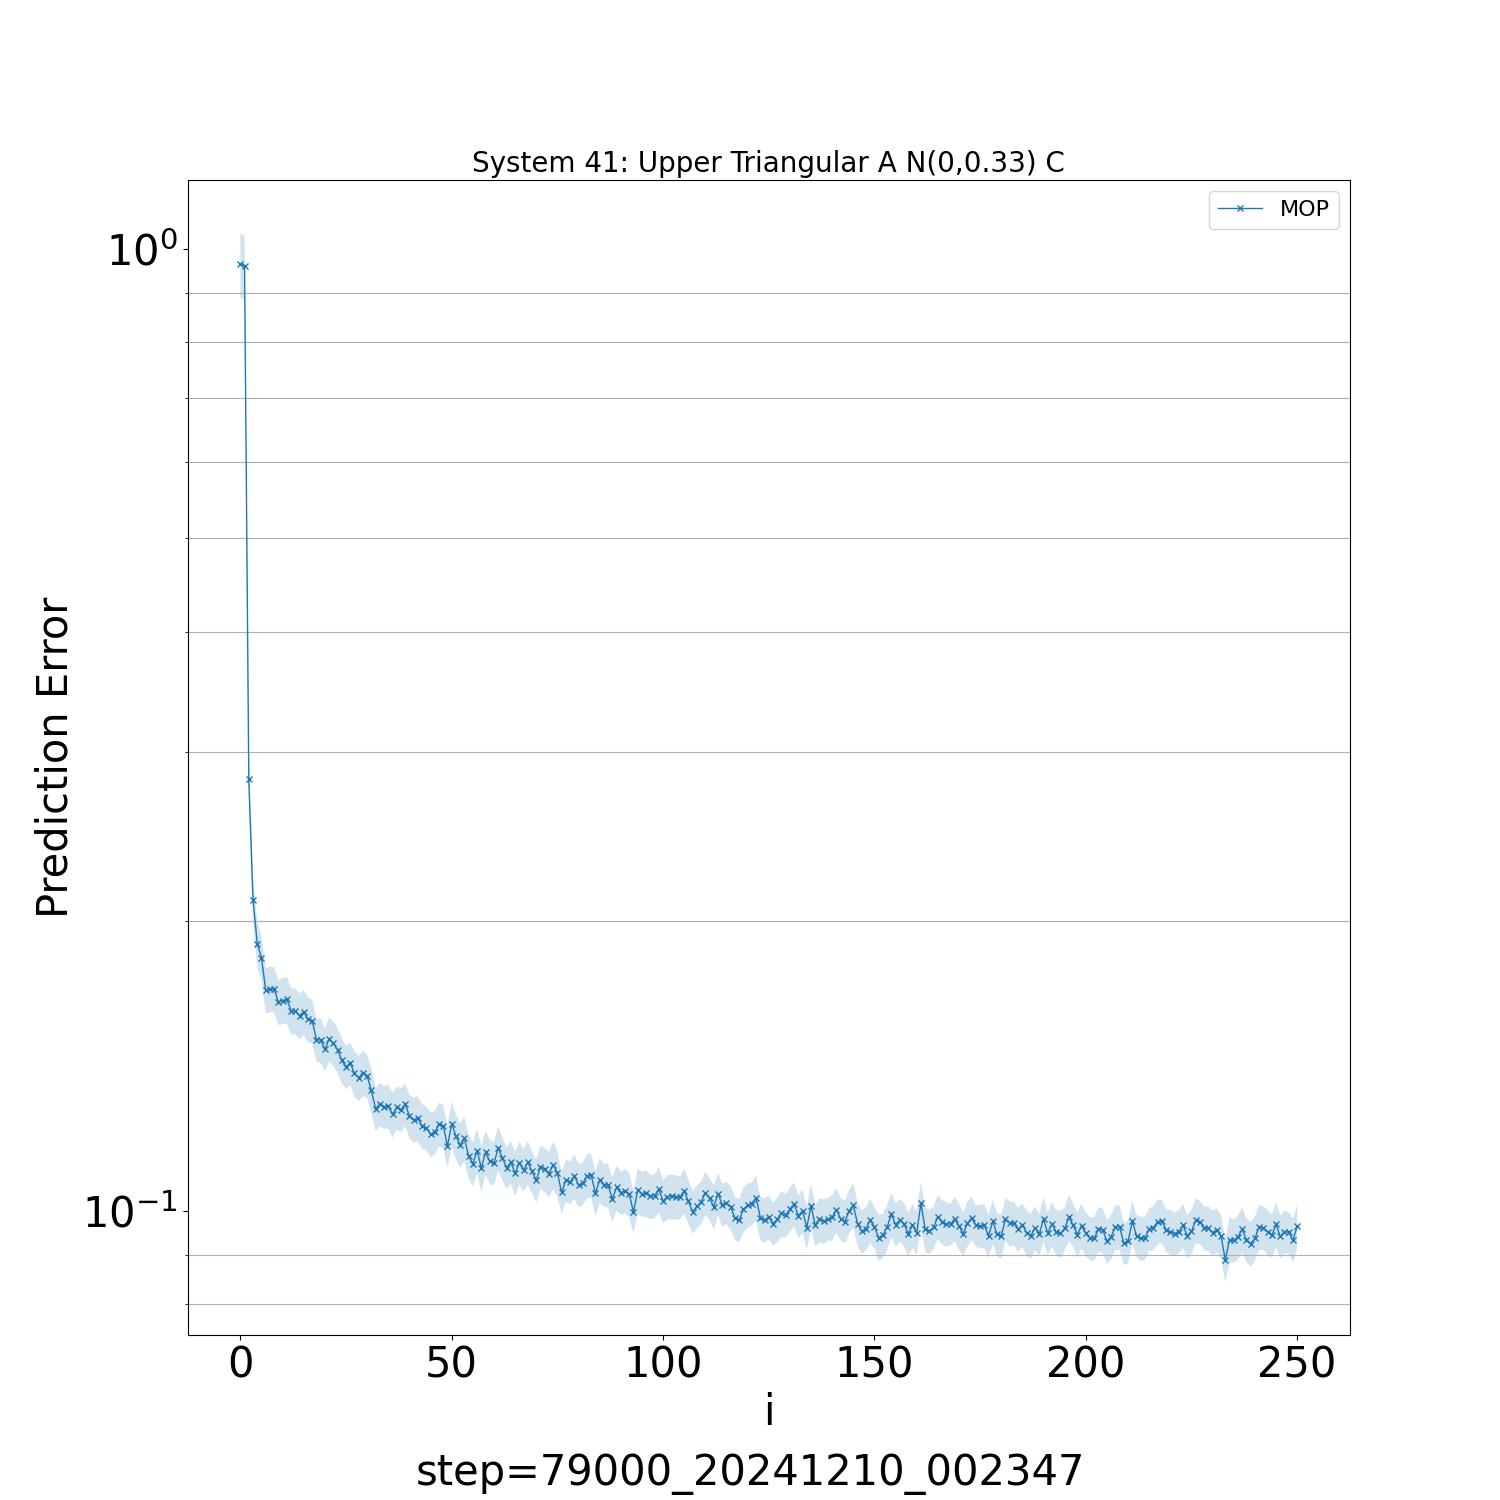 System 41: Upper Triangular A N(0,0.33) C
MOP
10⁰
10⁻¹
Prediction Error
0 50 100 150 200 250
i
step=79000_20241210_002347